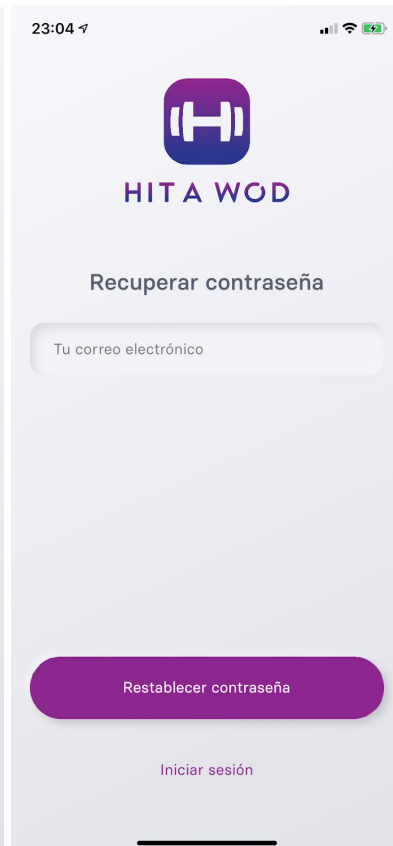 23:04
HIT A WOD
Recuperar contraseña
Tu correo electrónico
Restablecer contraseña
Iniciar sesión